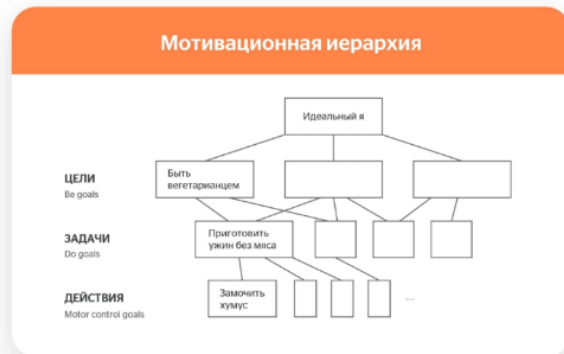 Мотивационная иерархия
Идеальный я
ЦЕЛИ
Be goals
Быть
вегетарианцем
ЗАДАЧИ
Do goals
Приготовить
ужин без мяса
ДЕЙСТВИЯ
Motor control goals
Замочить
хумус
...